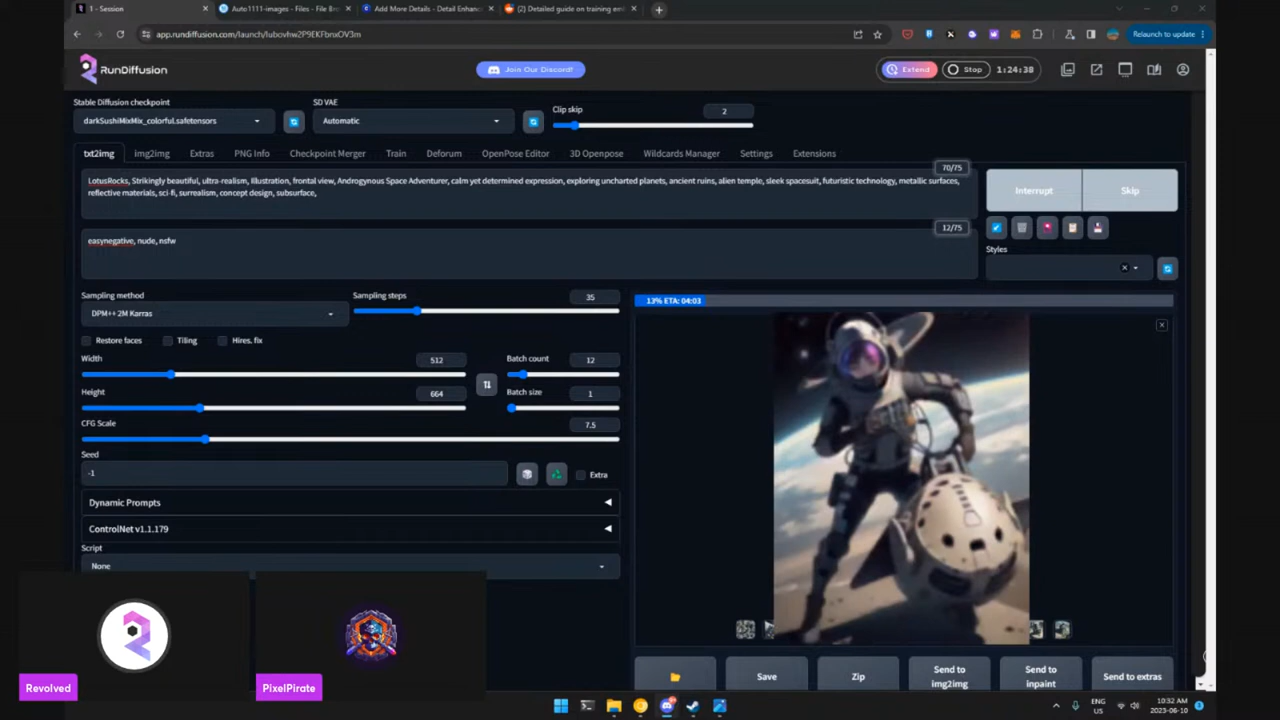 1 - Session
Auto1111-images - Files - File Br
Add More Details - Detail Enhanc
Detailed guide on training em
app.rundiffusion.com/launch/lubovhw2P9EKFbnxOV3m
Relaunch to update
RunDiffusion
Join Our Discord!
Extend
Stop
1:24:38
Stable Diffusion checkpoint
SD VAE
Clip skip
2
darkSushiMixMix_colorful.safetensors
Automatic
txt2img
img2img
Extras
PNG Info
Checkpoint Merger
Train
Deforum
OpenPose Editor
3D Openpose
Wildcards Manager
Settings
Extensions
70/75
LotusRocks, Strikingly beautiful, ultra-realism, illustration, frontal view, Androgynous Space Adventurer, calm yet determined expression, exploring uncharted planets, ancient ruins, alien temple, sleek spacesuit, futuristic technology, metallic surfaces,
reflective materials, sci-fi, surrealism, concept design, subsurface,
Interrupt
Skip
12/75
easynegative, nude, nsfw
Styles
Sampling method
Sampling steps
35
DPM++ 2M Karras
13% ETA: 04:03
Restore faces
Tiling
Hires. fix
Width
512
Batch count
12
Height
664
Batch size
1
CFG Scale
7.5
Seed
-1
Extra
Dynamic Prompts
ControlNet v1.1.179
Script
None
Save
Zip
Send to
img2img
Send to
inpaint
Send to extras
Revolved
PixelPirate
ENG
US
10:32 AM
2023-06-10